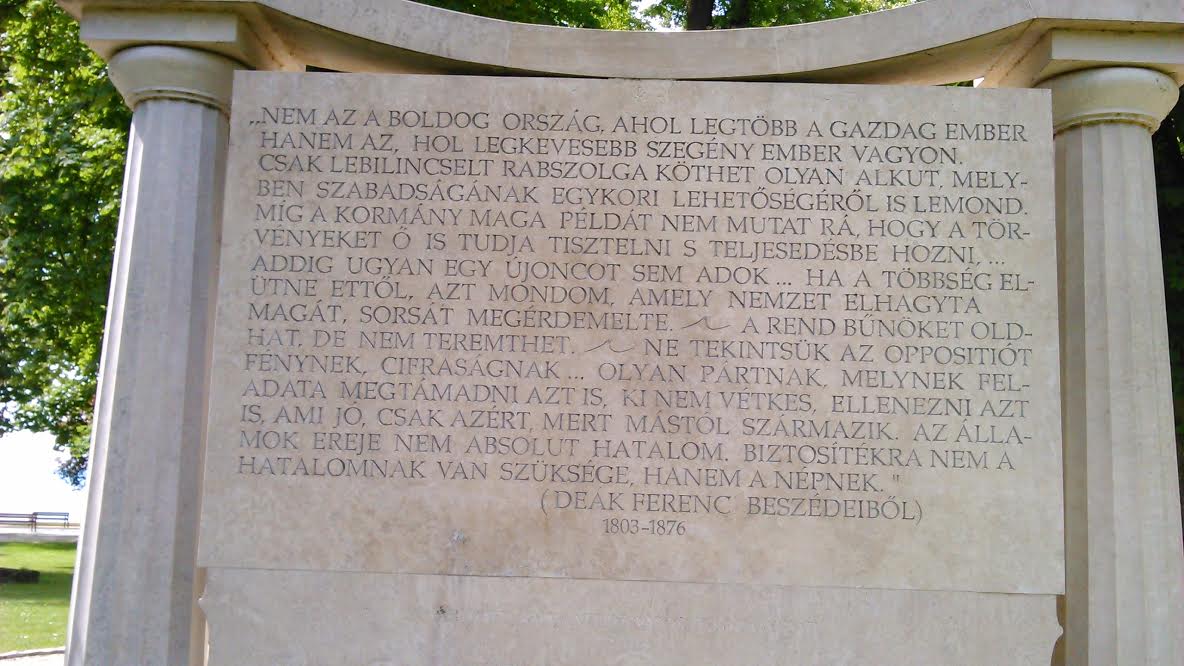 „NEM AZ A BOLDOG ORSZÁG, AHOL LEGTÖBB A GAZDAG EMBER
HANEM AZ, HOL LEGKEVESEBB SZEGÉNY EMBER VAGYON.
CSAK LEBILINCSELT RABSZOLGA KÖTHET OLYAN ALKUT, MELY-
BEN SZABADSÁGÁNAK EGYKORI LEHETŐSÉGÉRŐL IS LEMOND.
MÍG A KORMÁNY MAGA PÉLDÁT NEM MUTAT RÁ, HOGY A TÖR-
VÉNYEKET Ő IS TUDJA TISZTELNI S TELJESEDÉSBE HOZNI,...
ADDIG UGYAN EGY ÚJONCOT SEM ADOK... HA A TÖBBSÉG EL-
ÜTNE ETTŐL, AZT MONDOM, AMELY NEMZET ELHAGYTA
MAGÁT, SORSÁT MEGÉRDEMELTE. A REND BŰNÖKET OLD-
HAT, DE NEM TEREMTHET. NE TEKINTSÜK AZ OPPOSITIÓT
FÉNYNEK, CIFRASÁGNAK... OLYAN PÁRTNAK, MELYNEK FEL-
ADATA MEGTÁMADNI AZT IS, KI NEM VÉTKES, ELLENEZNI AZT
IS, AMI JÓ, CSAK AZÉRT, MERT MÁSTÓL SZÁRMAZIK. AZ ÁLLA-
MOK EREJE NEM ABSOLUT HATALOM, BIZTOSÍTÉKRA NEM A
HATALOMNAK VAN SZÜKSÉGE, HANEM A NÉPNEK."
(DEAK FERENC BESZÉDEIBŐL)
1803-1876